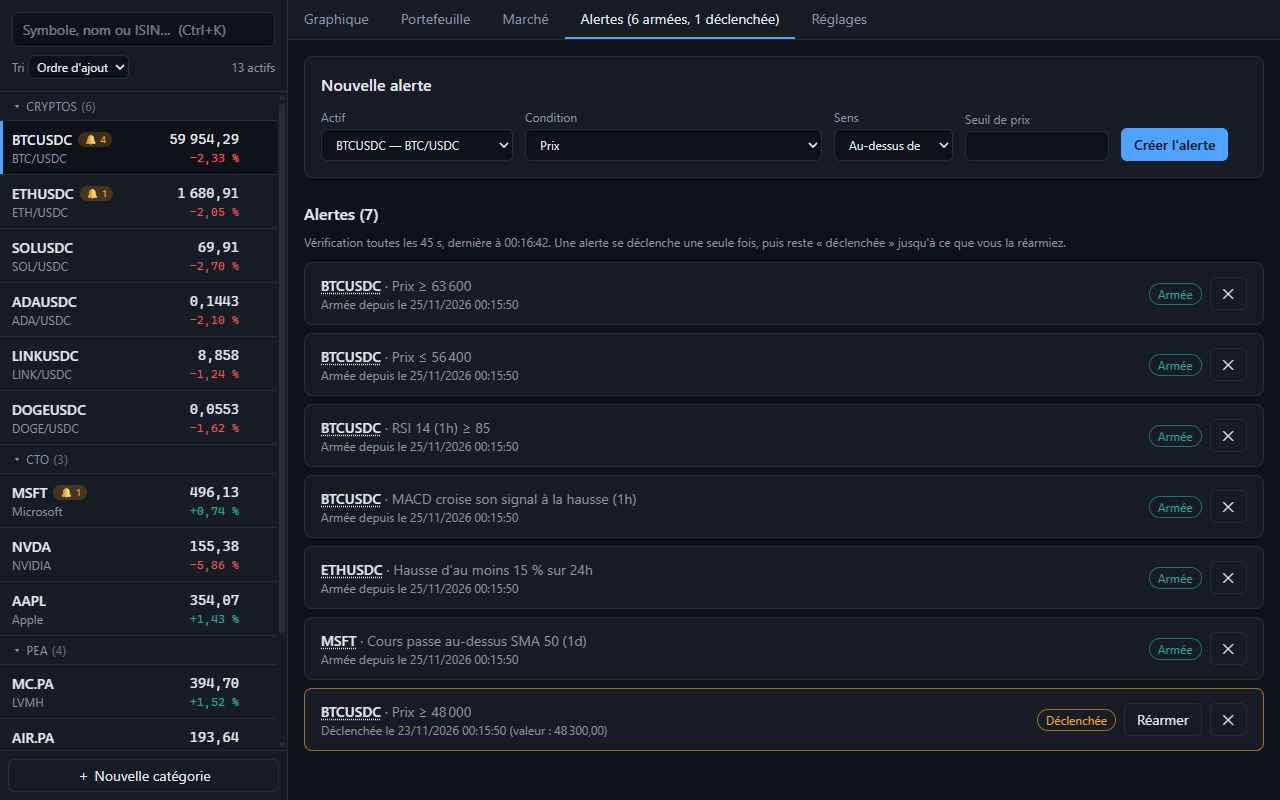 Symbole, nom ou ISIN... (Ctrl+K)
Tri Ordre d'ajout 13 actifs
CRYPTOS (6)
BTCUSDC 🔔 4 59 954,29
BTC/USDC −2,33 %
ETHUSDC 🔔 1 1 680,91
ETH/USDC −2,05 %
SOLUSDC 69,91
SOL/USDC −2,70 %
ADAUSDC 0,1443
ADA/USDC −2,10 %
LINKUSDC 8,858
LINK/USDC −1,24 %
DOGEUSDC 0,0553
DOGE/USDC −1,62 %
CTO (3)
MSFT 🔔 1 496,13
Microsoft +0,74 %
NVDA 155,38
NVIDIA −5,86 %
AAPL 354,07
Apple +1,43 %
PEA (4)
MC.PA 394,70
LVMH +1,52 %
AIR.PA 193,64
+ Nouvelle catégorie
Graphique Portefeuille Marché Alertes (6 armées, 1 déclenchée) Réglages
Nouvelle alerte
Actif Condition Sens Seuil de prix
BTCUSDC — BTC/USDC Prix Au-dessus de Créer l'alerte
Alertes (7)
Vérification toutes les 45 s, dernière à 00:16:42. Une alerte se déclenche une seule fois, puis reste « déclenchée » jusqu'à ce que vous la réarmiez.
BTCUSDC · Prix ≥ 63 600 Armée ✕
Armée depuis le 25/11/2026 00:15:50
BTCUSDC · Prix ≤ 56 400 Armée ✕
Armée depuis le 25/11/2026 00:15:50
BTCUSDC · RSI 14 (1h) ≥ 85 Armée ✕
Armée depuis le 25/11/2026 00:15:50
BTCUSDC · MACD croise son signal à la hausse (1h) Armée ✕
Armée depuis le 25/11/2026 00:15:50
ETHUSDC · Hausse d'au moins 15 % sur 24h Armée ✕
Armée depuis le 25/11/2026 00:15:50
MSFT · Cours passe au-dessus SMA 50 (1d) Armée ✕
Armée depuis le 25/11/2026 00:15:50
BTCUSDC · Prix ≥ 48 000 Déclenchée Réarmer ✕
Déclenchée le 23/11/2026 00:15:50 (valeur : 48 300,00)